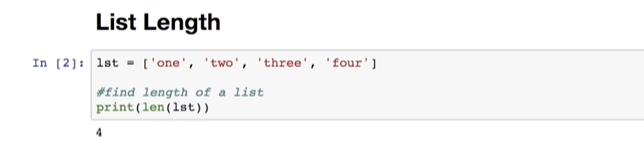 List Length
In [2]: lst = ['one', 'two', 'three', 'four']
#find length of a list
print(len(lst))
4